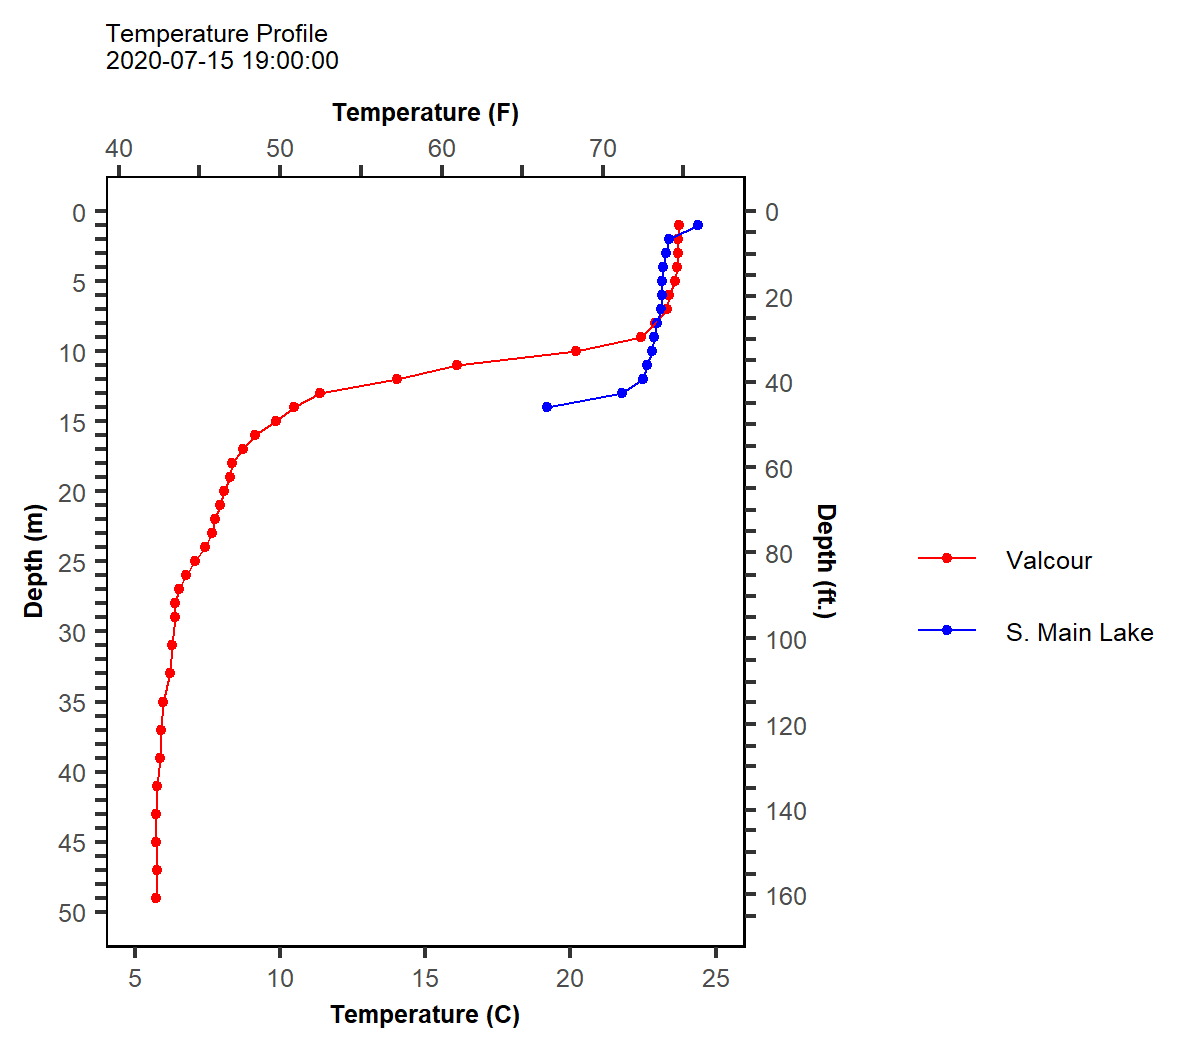 Temperature Profile
2020-07-15 19:00:00
Temperature (F)
40 50 60 70
0
5
10
15
20
25
30
35
40
45
50
Depth (m)
0
20
40
60
80
100
120
140
160
Depth (ft.)
Valcour
S. Main Lake
5 10 15 20 25
Temperature (C)